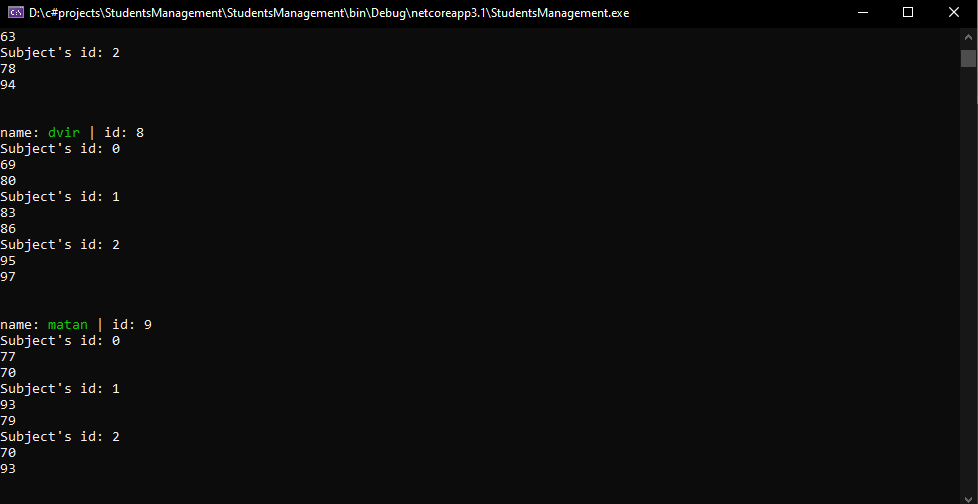 D:\c#projects\StudentsManagement\StudentsManagement\bin\Debug\netcoreapp3.1\StudentsManagement.exe
63
Subject's id: 2
78
94
name: dvir | id: 8
Subject's id: 0
69
80
Subject's id: 1
83
86
Subject's id: 2
95
97
name: matan | id: 9
Subject's id: 0
77
70
Subject's id: 1
93
79
Subject's id: 2
70
93